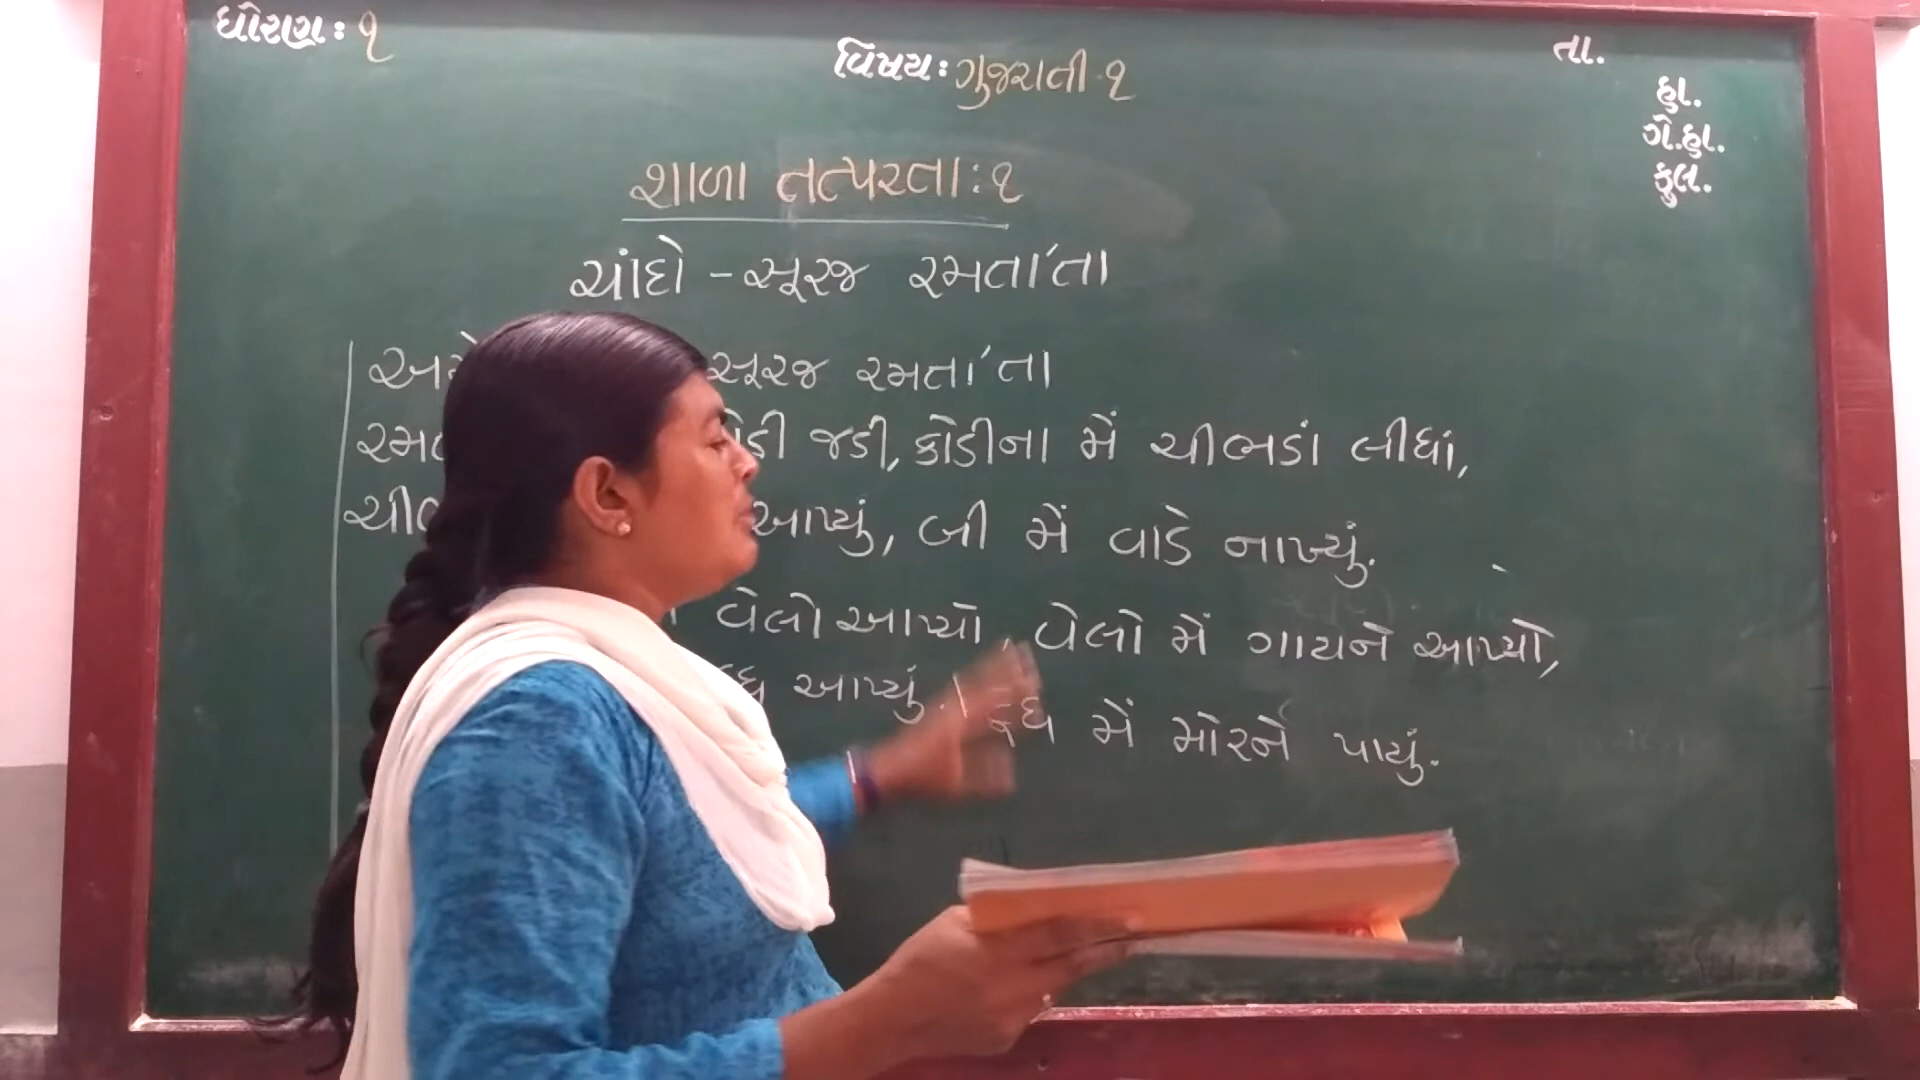 ધોરણ: ૧
વિષય: ગુજરાતી-૧
તા.
હા.
ગે.હા.
કુલ.
શાળા તત્પરતા: ૧
ચાંદો - સૂરજ રમતા'તા
સૂરજ રમતા'તા
જડી, કોડીના મેં ચીભડાં લીધાં,
આપ્યું, બી મેં વાડે નાખ્યું.
વેલો આપ્યો, વેલો મેં ગાયને આપ્યો,
આપ્યું. દૂધ મેં મોરને પાયું.